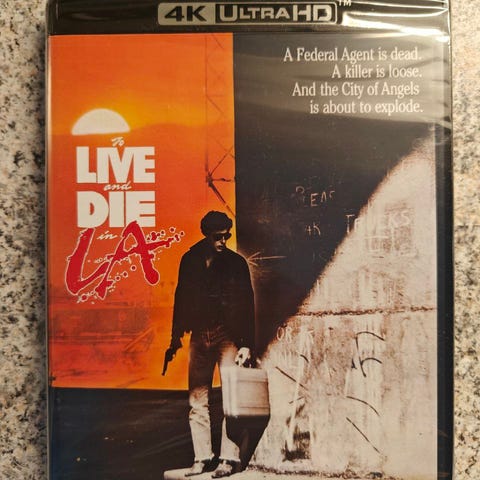 4K ULTRA HD™
A Federal Agent is dead.
A killer is loose.
And the City of Angels
is about to explode.
To
LIVE
and
DIE
in
LA